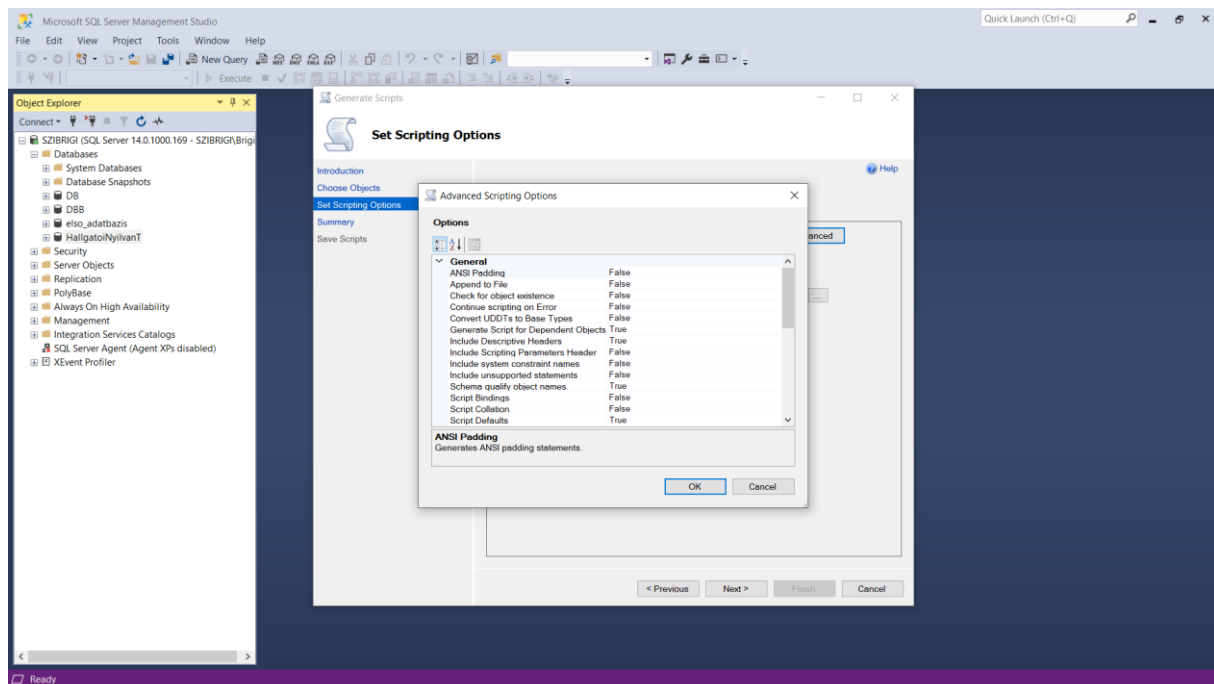 Microsoft SQL Server Management Studio
Quick Launch (Ctrl+Q)
File Edit View Project Tools Window Help
New Query
Execute
Object Explorer
Connect
SZIBRIGI (SQL Server 14.0.1000.169 - SZIBRIGI\Brigi
Databases
System Databases
Database Snapshots
DB
DBB
elso_adatbazis
HallgatoiNyilvanT
Security
Server Objects
Replication
PolyBase
Always On High Availability
Management
Integration Services Catalogs
SQL Server Agent (Agent XPs disabled)
XEvent Profiler
Generate Scripts
Set Scripting Options
Introduction
Choose Objects
Set Scripting Options
Summary
Save Scripts
Help
anced
...
Advanced Scripting Options
Options
General
ANSI Padding False
Append to File False
Check for object existence False
Continue scripting on Error False
Convert UDDTs to Base Types False
Generate Script for Dependent Objects True
Include Descriptive Headers True
Include Scripting Parameters Header False
Include system constraint names False
Include unsupported statements False
Schema qualify object names. True
Script Bindings False
Script Collation False
Script Defaults True
ANSI Padding
Generates ANSI padding statements.
OK Cancel
< Previous Next > Finish Cancel
Ready